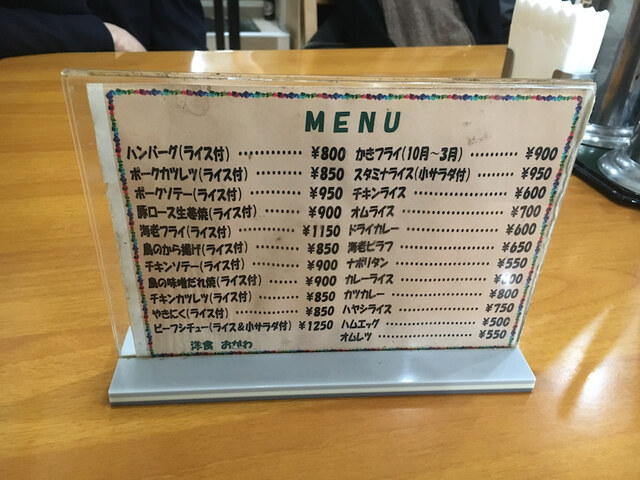 MENU
ハンバーグ(ライス付) ………… ¥800
ポークカツレツ(ライス付) ……… ¥850
ポークソテー(ライス付) ……… ¥950
豚ロース生姜焼(ライス付) ……… ¥900
海老フライ(ライス付) ………… ¥1150
鳥のから揚げ(ライス付) ……… ¥850
チキンソテー(ライス付) ……… ¥900
鳥の味噌だれ焼(ライス付) ……… ¥900
チキンカツレツ(ライス付) ……… ¥850
やきにく(ライス付) ………… ¥850
ビーフシチュー(ライス&小サラダ付) ¥1250
洋食 おがわ
かきフライ(10月～3月) ……… ¥900
スタミナライス(小サラダ付) ……… ¥950
チキンライス ………………… ¥600
オムライス ………………… ¥700
ドライカレー ………………… ¥600
海老ピラフ ………………… ¥650
ナポリタン ………………… ¥550
カレーライス ………………
カツカレー ………………… ¥800
ハヤシライス ………………… ¥750
ハムエッグ ………………… ¥500
オムレツ ………………… ¥550